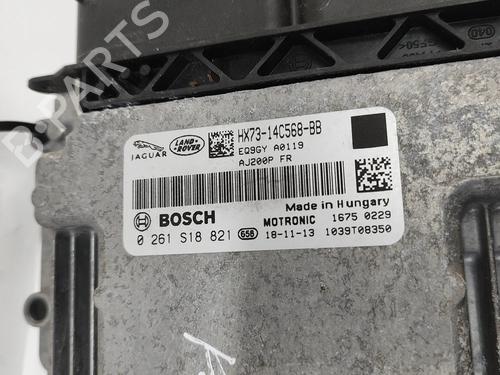 B-PARTS
JAGUAR
LAND-ROVER
HX73-14C568-BB
EQ9GY A0119
AJ200P FR
BOSCH
Made in Hungary
MOTRONIC 1675 0229
0 261 S18 821 658 18-11-13 1039T08350